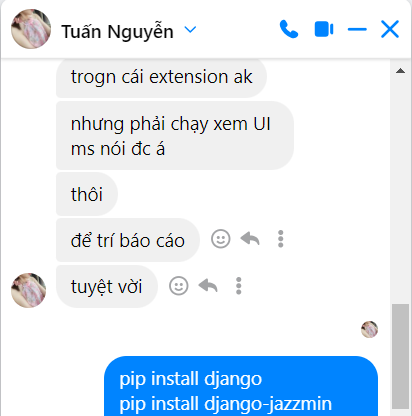 Tuấn Nguyễn
trogn cái extension ak
nhưng phải chạy xem UI
ms nói đc á
thôi
để trí báo cáo
tuyệt vời
pip install django
pip install django-jazzmin